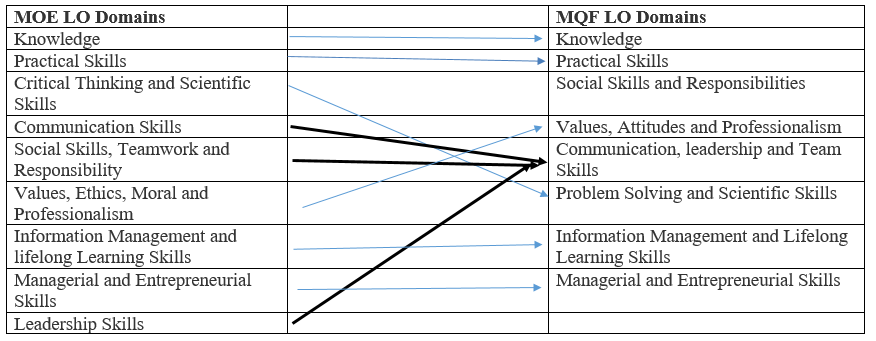 MOE LO Domains
MQF LO Domains
Knowledge
Knowledge
Practical Skills
Practical Skills
Critical Thinking and Scientific
Skills
Social Skills and Responsibilities
Communication Skills
Values, Attitudes and Professionalism
Social Skills, Teamwork and
Responsibility
Communication, leadership and Team
Skills
Values, Ethics, Moral and
Professionalism
Problem Solving and Scientific Skills
Information Management and
lifelong Learning Skills
Information Management and Lifelong
Learning Skills
Managerial and Entrepreneurial
Skills
Managerial and Entrepreneurial Skills
Leadership Skills